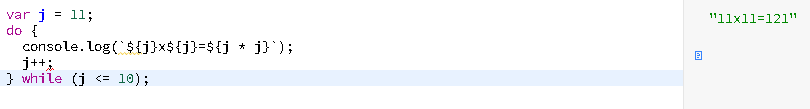 var j = 11;
do {
  console.log(`${j}x${j}=${j * j}`);
  j++;
} while (j <= 10);
"11x11=121"